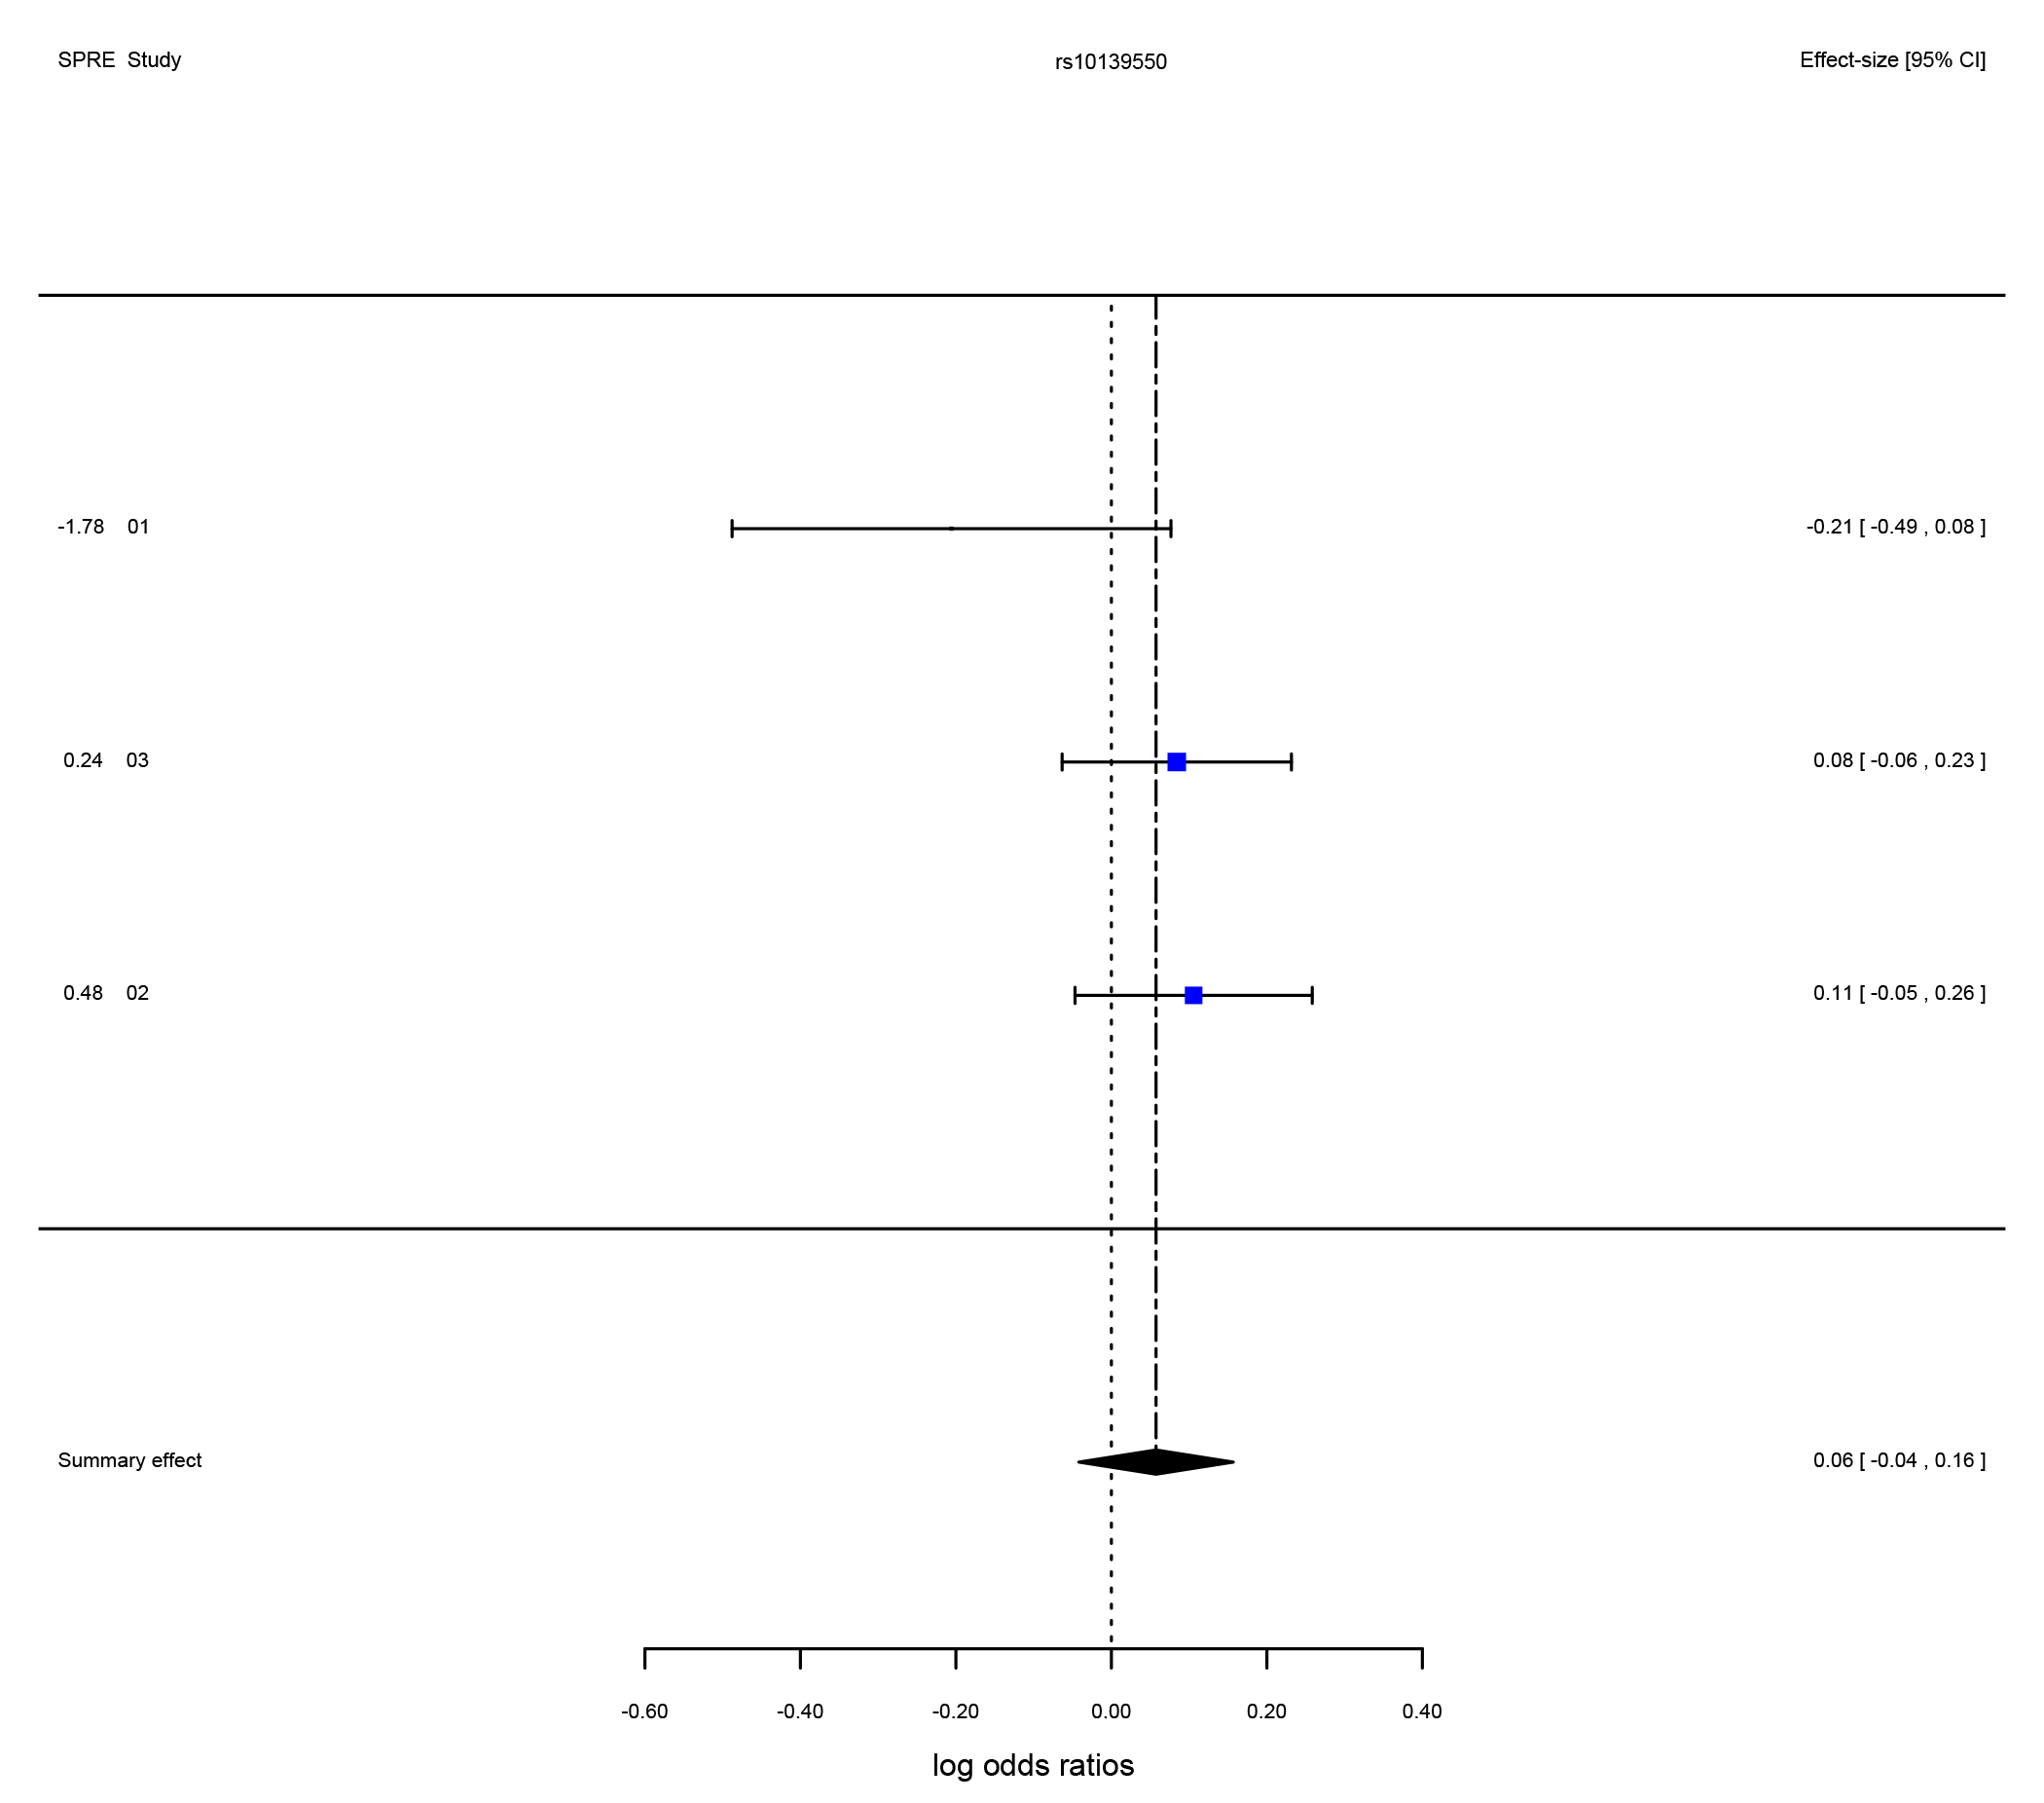 SPRE Study rs10139550 Effect-size [95% CI]
-1.78 01 -0.21 [ -0.49 , 0.08 ]
0.24 03 0.08 [ -0.06 , 0.23 ]
0.48 02 0.11 [ -0.05 , 0.26 ]
Summary effect 0.06 [ -0.04 , 0.16 ]
-0.60 -0.40 -0.20 0.00 0.20 0.40
log odds ratios